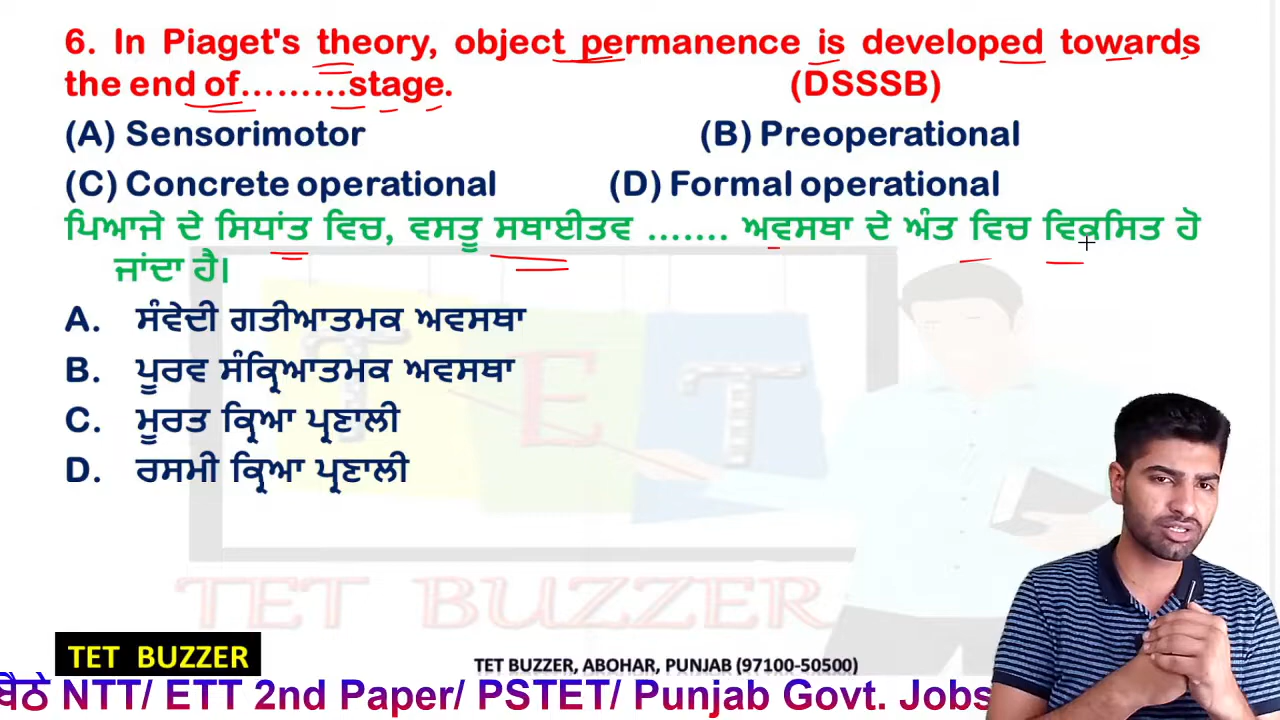 6. In Piaget's theory, object permanence is developed towards
the end of.........stage. (DSSSB)
(A) Sensorimotor (B) Preoperational
(C) Concrete operational (D) Formal operational
ਪਿਆਜੇ ਦੇ ਸਿਧਾਂਤ ਵਿਚ, ਵਸਤੂ ਸਥਾਈਤਵ ....... ਅਵਸਥਾ ਦੇ ਅੰਤ ਵਿਚ ਵਿਕਸਿਤ ਹੋ
ਜਾਂਦਾ ਹੈ।
A. ਸੰਵੇਦੀ ਗਤੀਆਤਮਕ ਅਵਸਥਾ
B. ਪੂਰਵ ਸੰਕ੍ਰਿਆਤਮਕ ਅਵਸਥਾ
C. ਮੂਰਤ ਕ੍ਰਿਆ ਪ੍ਰਣਾਲੀ
D. ਰਸਮੀ ਕ੍ਰਿਆ ਪ੍ਰਣਾਲੀ
T E T
TET BUZZER
TET BUZZER
TET BUZZER, ABOHAR, PUNJAB (97100-50500)
ਬੈਠੇ NTT/ ETT 2nd Paper/ PSTET/ Punjab Govt. Jobs